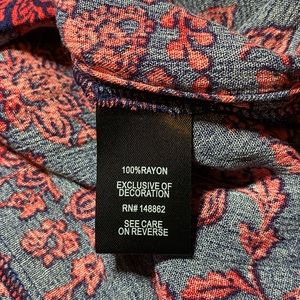 100%RAYON
EXCLUSIVE OF
DECORATION
RN# 148862
SEE CARE
ON REVERSE